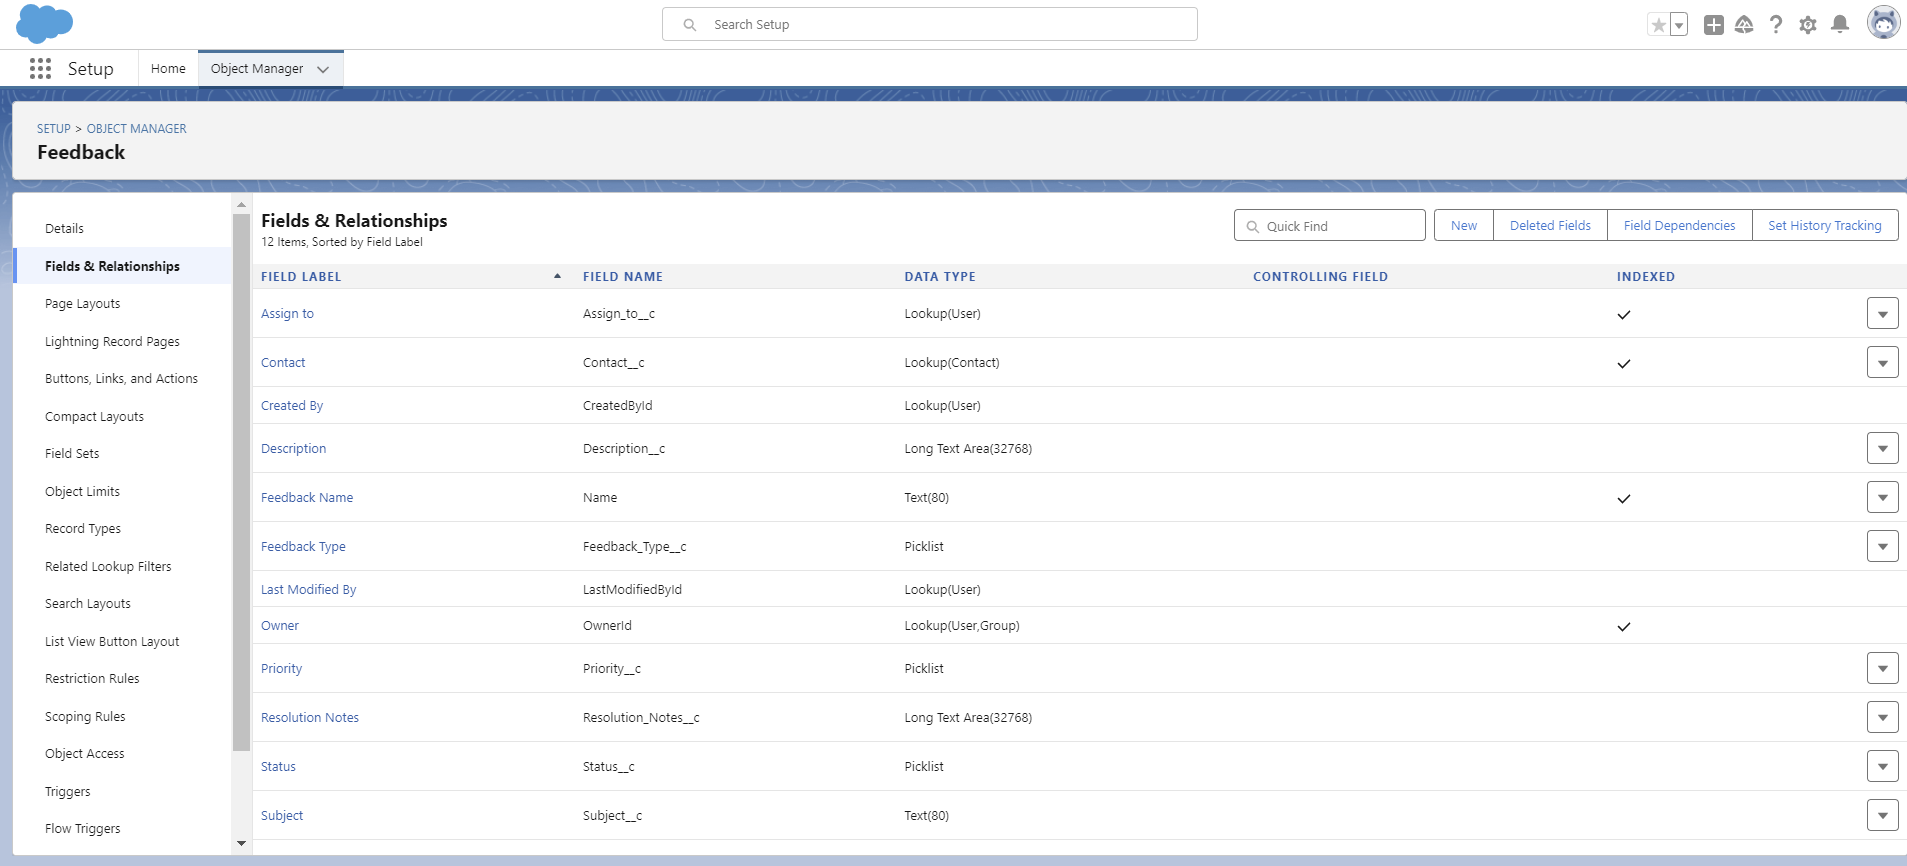 Search Setup
Setup
Home
Object Manager
SETUP > OBJECT MANAGER
Feedback
Details
Fields & Relationships
Page Layouts
Lightning Record Pages
Buttons, Links, and Actions
Compact Layouts
Field Sets
Object Limits
Record Types
Related Lookup Filters
Search Layouts
List View Button Layout
Restriction Rules
Scoping Rules
Object Access
Triggers
Flow Triggers
Fields & Relationships
12 Items, Sorted by Field Label
Quick Find
New
Deleted Fields
Field Dependencies
Set History Tracking
FIELD LABEL FIELD NAME DATA TYPE CONTROLLING FIELD INDEXED
Assign to Assign_to__c Lookup(User)
Contact Contact__c Lookup(Contact)
Created By CreatedById Lookup(User)
Description Description__c Long Text Area(32768)
Feedback Name Name Text(80)
Feedback Type Feedback_Type__c Picklist
Last Modified By LastModifiedById Lookup(User)
Owner OwnerId Lookup(User,Group)
Priority Priority__c Picklist
Resolution Notes Resolution_Notes__c Long Text Area(32768)
Status Status__c Picklist
Subject Subject__c Text(80)